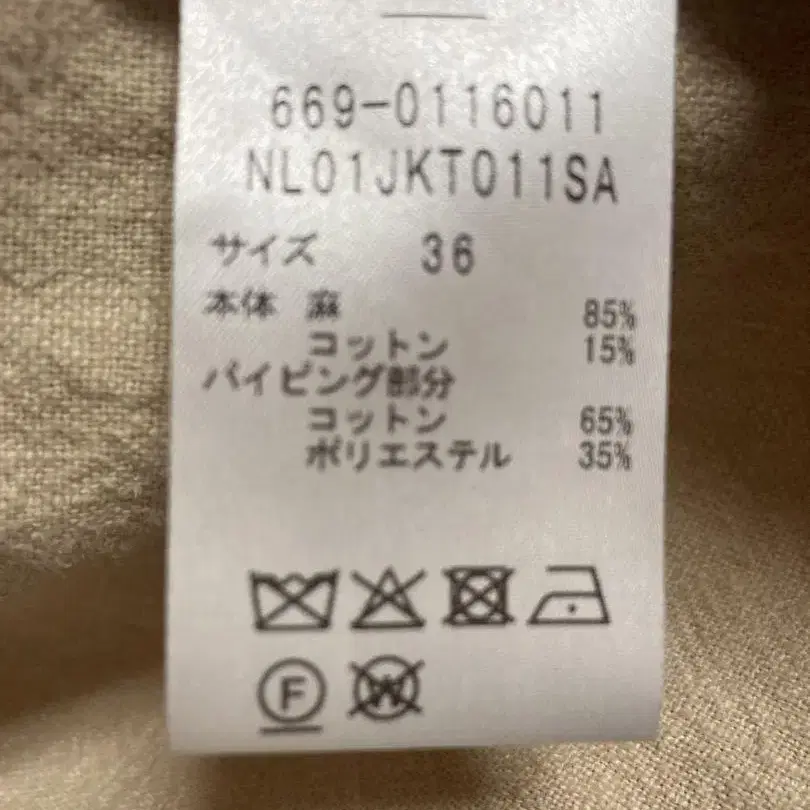 669-0116011
NL01JKT011SA
サイズ 36
本体 麻 85%
コットン 15%
パイピング部分
コットン 65%
ポリエステル 35%
F W